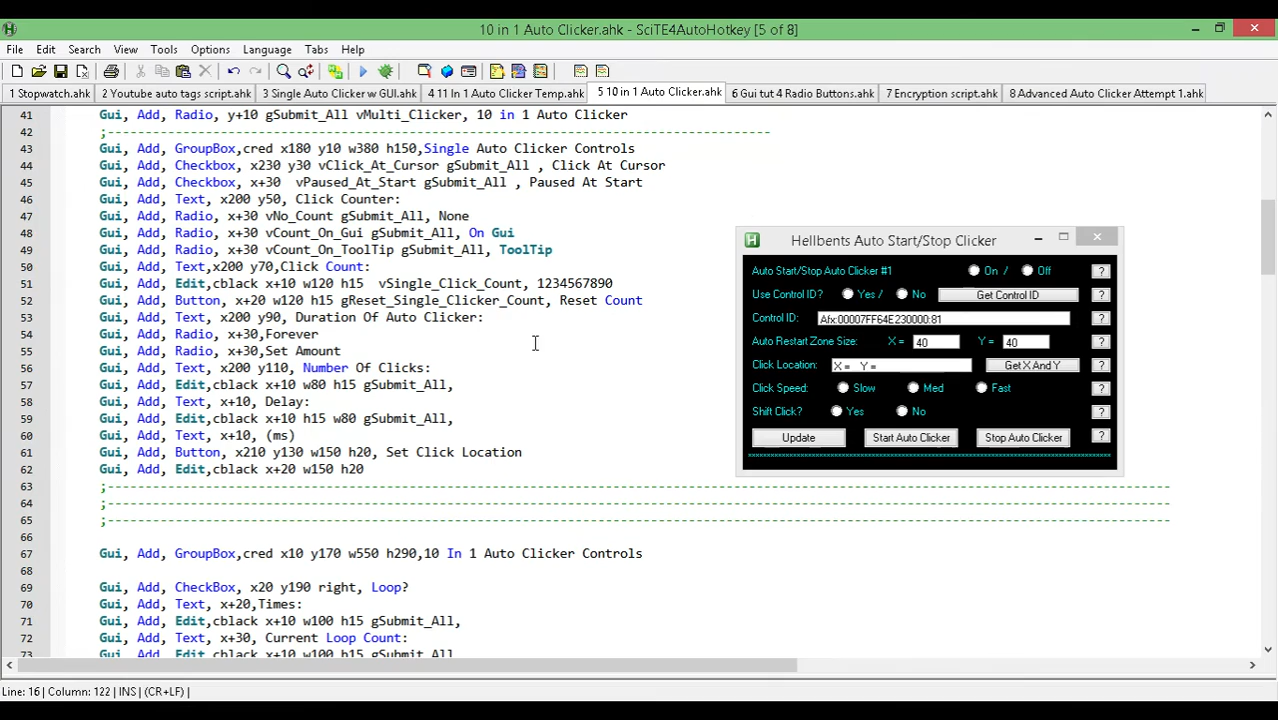 10 in 1 Auto Clicker.ahk - SciTE4AutoHotkey [5 of 8]
File Edit Search View Tools Options Language Tabs Help
1 Stopwatch.ahk 2 Youtube auto tags script.ahk 3 Single Auto Clicker w GUI.ahk 4 11 In 1 Auto Clicker Temp.ahk 5 10 in 1 Auto Clicker.ahk 6 Gui tut 4 Radio Buttons.ahk 7 Encryption script.ahk 8 Advanced Auto Clicker Attempt 1.ahk
41 Gui, Add, Radio, y+10 gSubmit_All vMulti_Clicker, 10 in 1 Auto Clicker
42 ;-----------------------------------------------------------------------------------
43 Gui, Add, GroupBox,cred x180 y10 w380 h150,Single Auto Clicker Controls
44 Gui, Add, Checkbox, x230 y30 vClick_At_Cursor gSubmit_All , Click At Cursor
45 Gui, Add, Checkbox, x+30  vPaused_At_Start gSubmit_All , Paused At Start
46 Gui, Add, Text, x200 y50, Click Counter:
47 Gui, Add, Radio, x+30 vNo_Count gSubmit_All, None
48 Gui, Add, Radio, x+30 vCount_On_Gui gSubmit_All, On Gui
49 Gui, Add, Radio, x+30 vCount_On_ToolTip gSubmit_All, ToolTip
50 Gui, Add, Text,x200 y70,Click Count:
51 Gui, Add, Edit,cblack x+10 w120 h15  vSingle_Click_Count, 1234567890
52 Gui, Add, Button, x+20 w120 h15 gReset_Single_Clicker_Count, Reset Count
53 Gui, Add, Text, x200 y90, Duration Of Auto Clicker:
54 Gui, Add, Radio, x+30,Forever
55 Gui, Add, Radio, x+30,Set Amount
56 Gui, Add, Text, x200 y110, Number Of Clicks:
57 Gui, Add, Edit,cblack x+10 w80 h15 gSubmit_All,
58 Gui, Add, Text, x+10, Delay:
59 Gui, Add, Edit,cblack x+10 h15 w80 gSubmit_All,
60 Gui, Add, Text, x+10, (ms)
61 Gui, Add, Button, x210 y130 w150 h20, Set Click Location
62 Gui, Add, Edit,cblack x+20 w150 h20
63 ;--------------------------------------------------------------------------------------------------------------------------------------
64 ;--------------------------------------------------------------------------------------------------------------------------------------
65 ;--------------------------------------------------------------------------------------------------------------------------------------
66
67 Gui, Add, GroupBox,cred x10 y170 w550 h290,10 In 1 Auto Clicker Controls
68
69 Gui, Add, CheckBox, x20 y190 right, Loop?
70 Gui, Add, Text, x+20,Times:
71 Gui, Add, Edit,cblack x+10 w100 h15 gSubmit_All,
72 Gui, Add, Text, x+30, Current Loop Count:
73 Gui, Add, Edit,cblack x+10 w100 h15 gSubmit_All
Hellbents Auto Start/Stop Clicker
Auto Start/Stop Auto Clicker #1 On / Off ?
Use Control ID? Yes / No Get Control ID ?
Control ID: Afx:00007FF64E230000:81 ?
Auto Restart Zone Size: X = 40 Y = 40 ?
Click Location: X = Y = Get X And Y ?
Click Speed: Slow Med Fast ?
Shift Click? Yes No ?
Update Start Auto Clicker Stop Auto Clicker ?
Line: 16 | Column: 122 | INS | (CR+LF) |